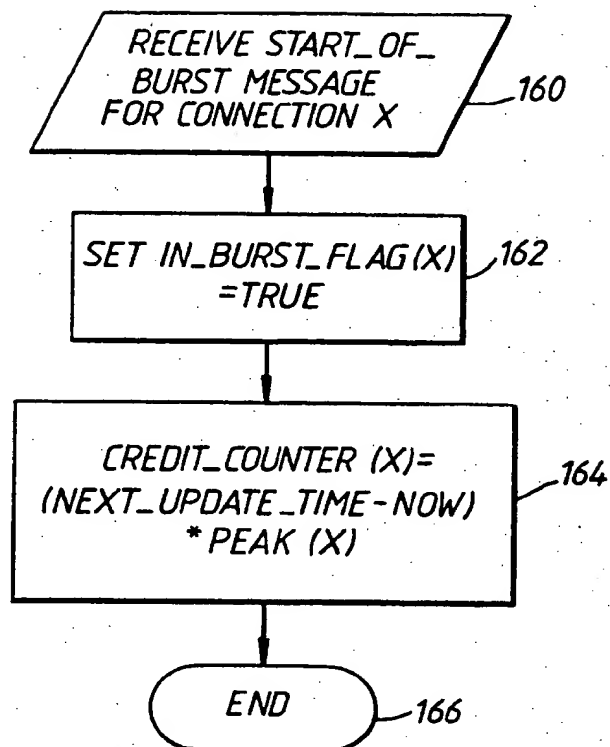 RECEIVE START_OF_
BURST MESSAGE
FOR CONNECTION X
160
SET IN_BURST_FLAG(X)
=TRUE
162
CREDIT_COUNTER (X)=
(NEXT_UPDATE_TIME-NOW)
* PEAK (X)
164
END
166